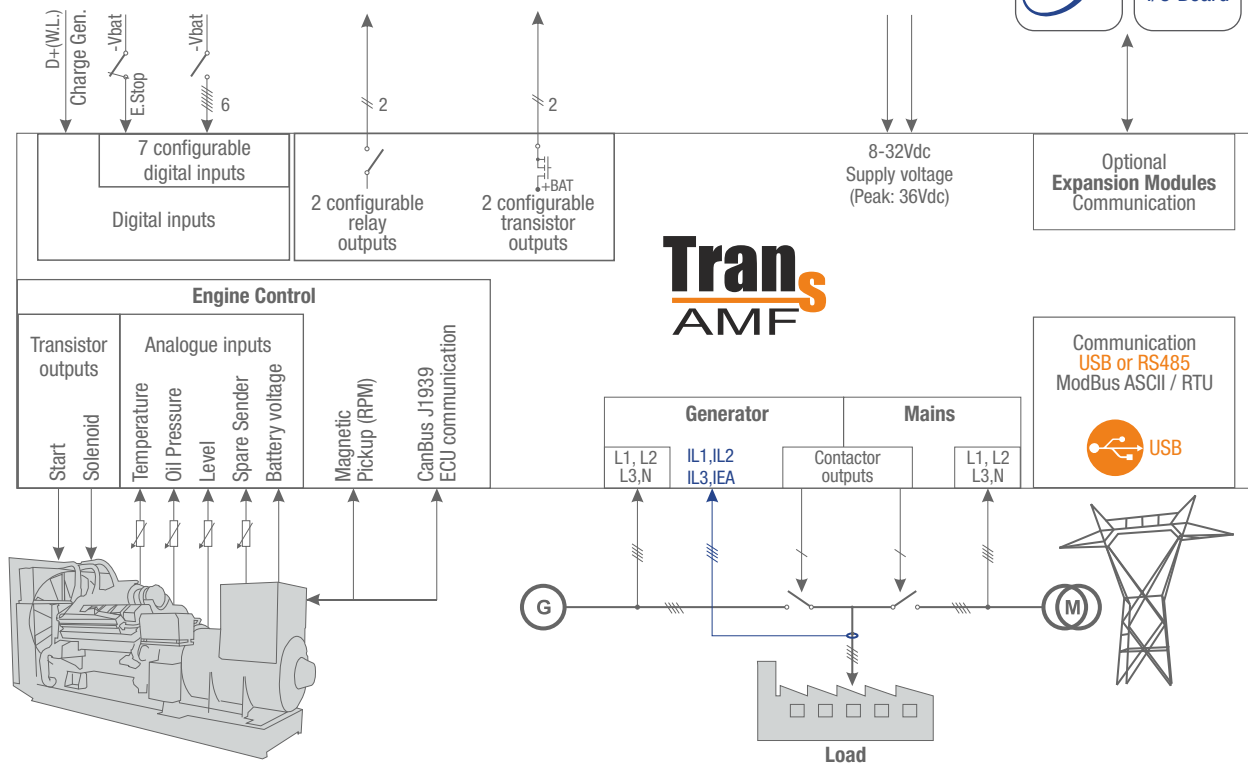 I/O Board
D+(W.L.)
Charge Gen.
-Vbat
E.Stop
-Vbat
6
2
2
7 configurable
digital inputs
Digital inputs
2 configurable
relay
outputs
+BAT
2 configurable
transistor
outputs
8-32Vdc
Supply voltage
(Peak: 36Vdc)
Optional
Expansion Modules
Communication
Trans
AMF
Engine Control
Transistor
outputs
Start
Solenoid
Analogue inputs
Temperature
Oil Pressure
Level
Spare Sender
Battery voltage
Magnetic
Pickup (RPM)
CanBus J1939
ECU communication
Generator
Mains
L1, L2
L3,N
IL1,IL2
IL3,IEA
Contactor
outputs
L1, L2
L3,N
Communication
USB or RS485
ModBus ASCII / RTU
USB
G
M
Load